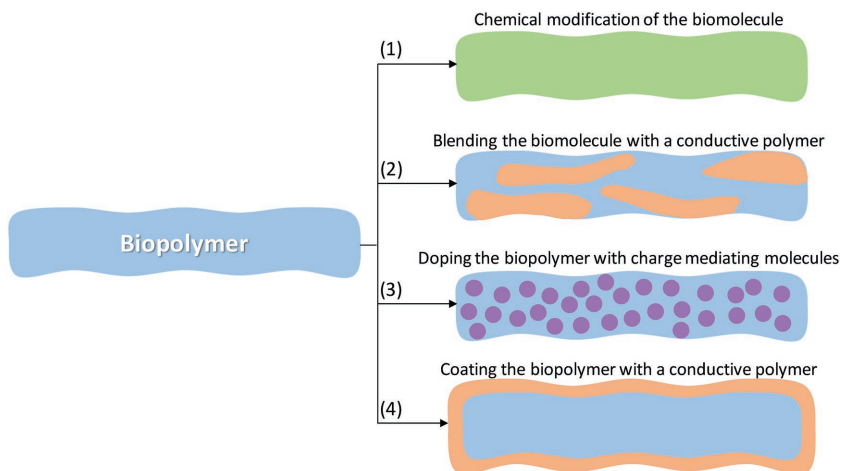 Chemical modification of the biomolecule
(1)
Blending the biomolecule with a conductive polymer
(2)
Biopolymer
Doping the biopolymer with charge mediating molecules
(3)
Coating the biopolymer with a conductive polymer
(4)